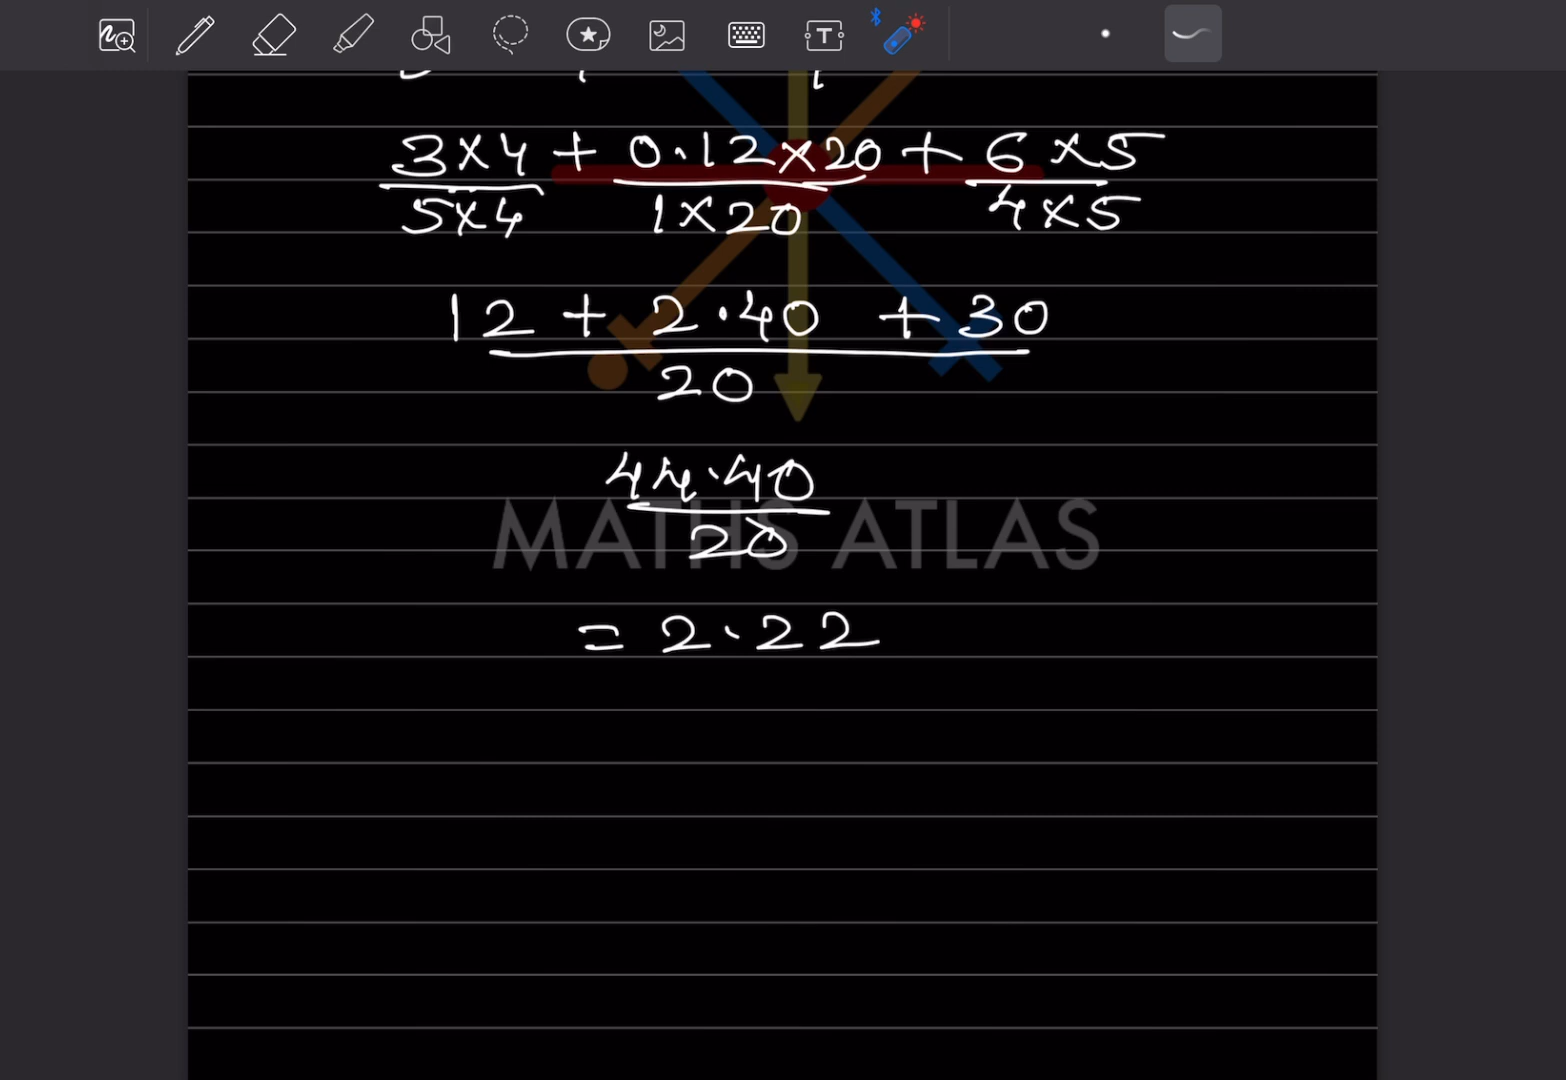 3×4 + 0.12×20 + 6×5
5×4 1×20 4×5
12 + 2.40 + 30
20
44.40
20
MATHS ATLAS
= 2.22